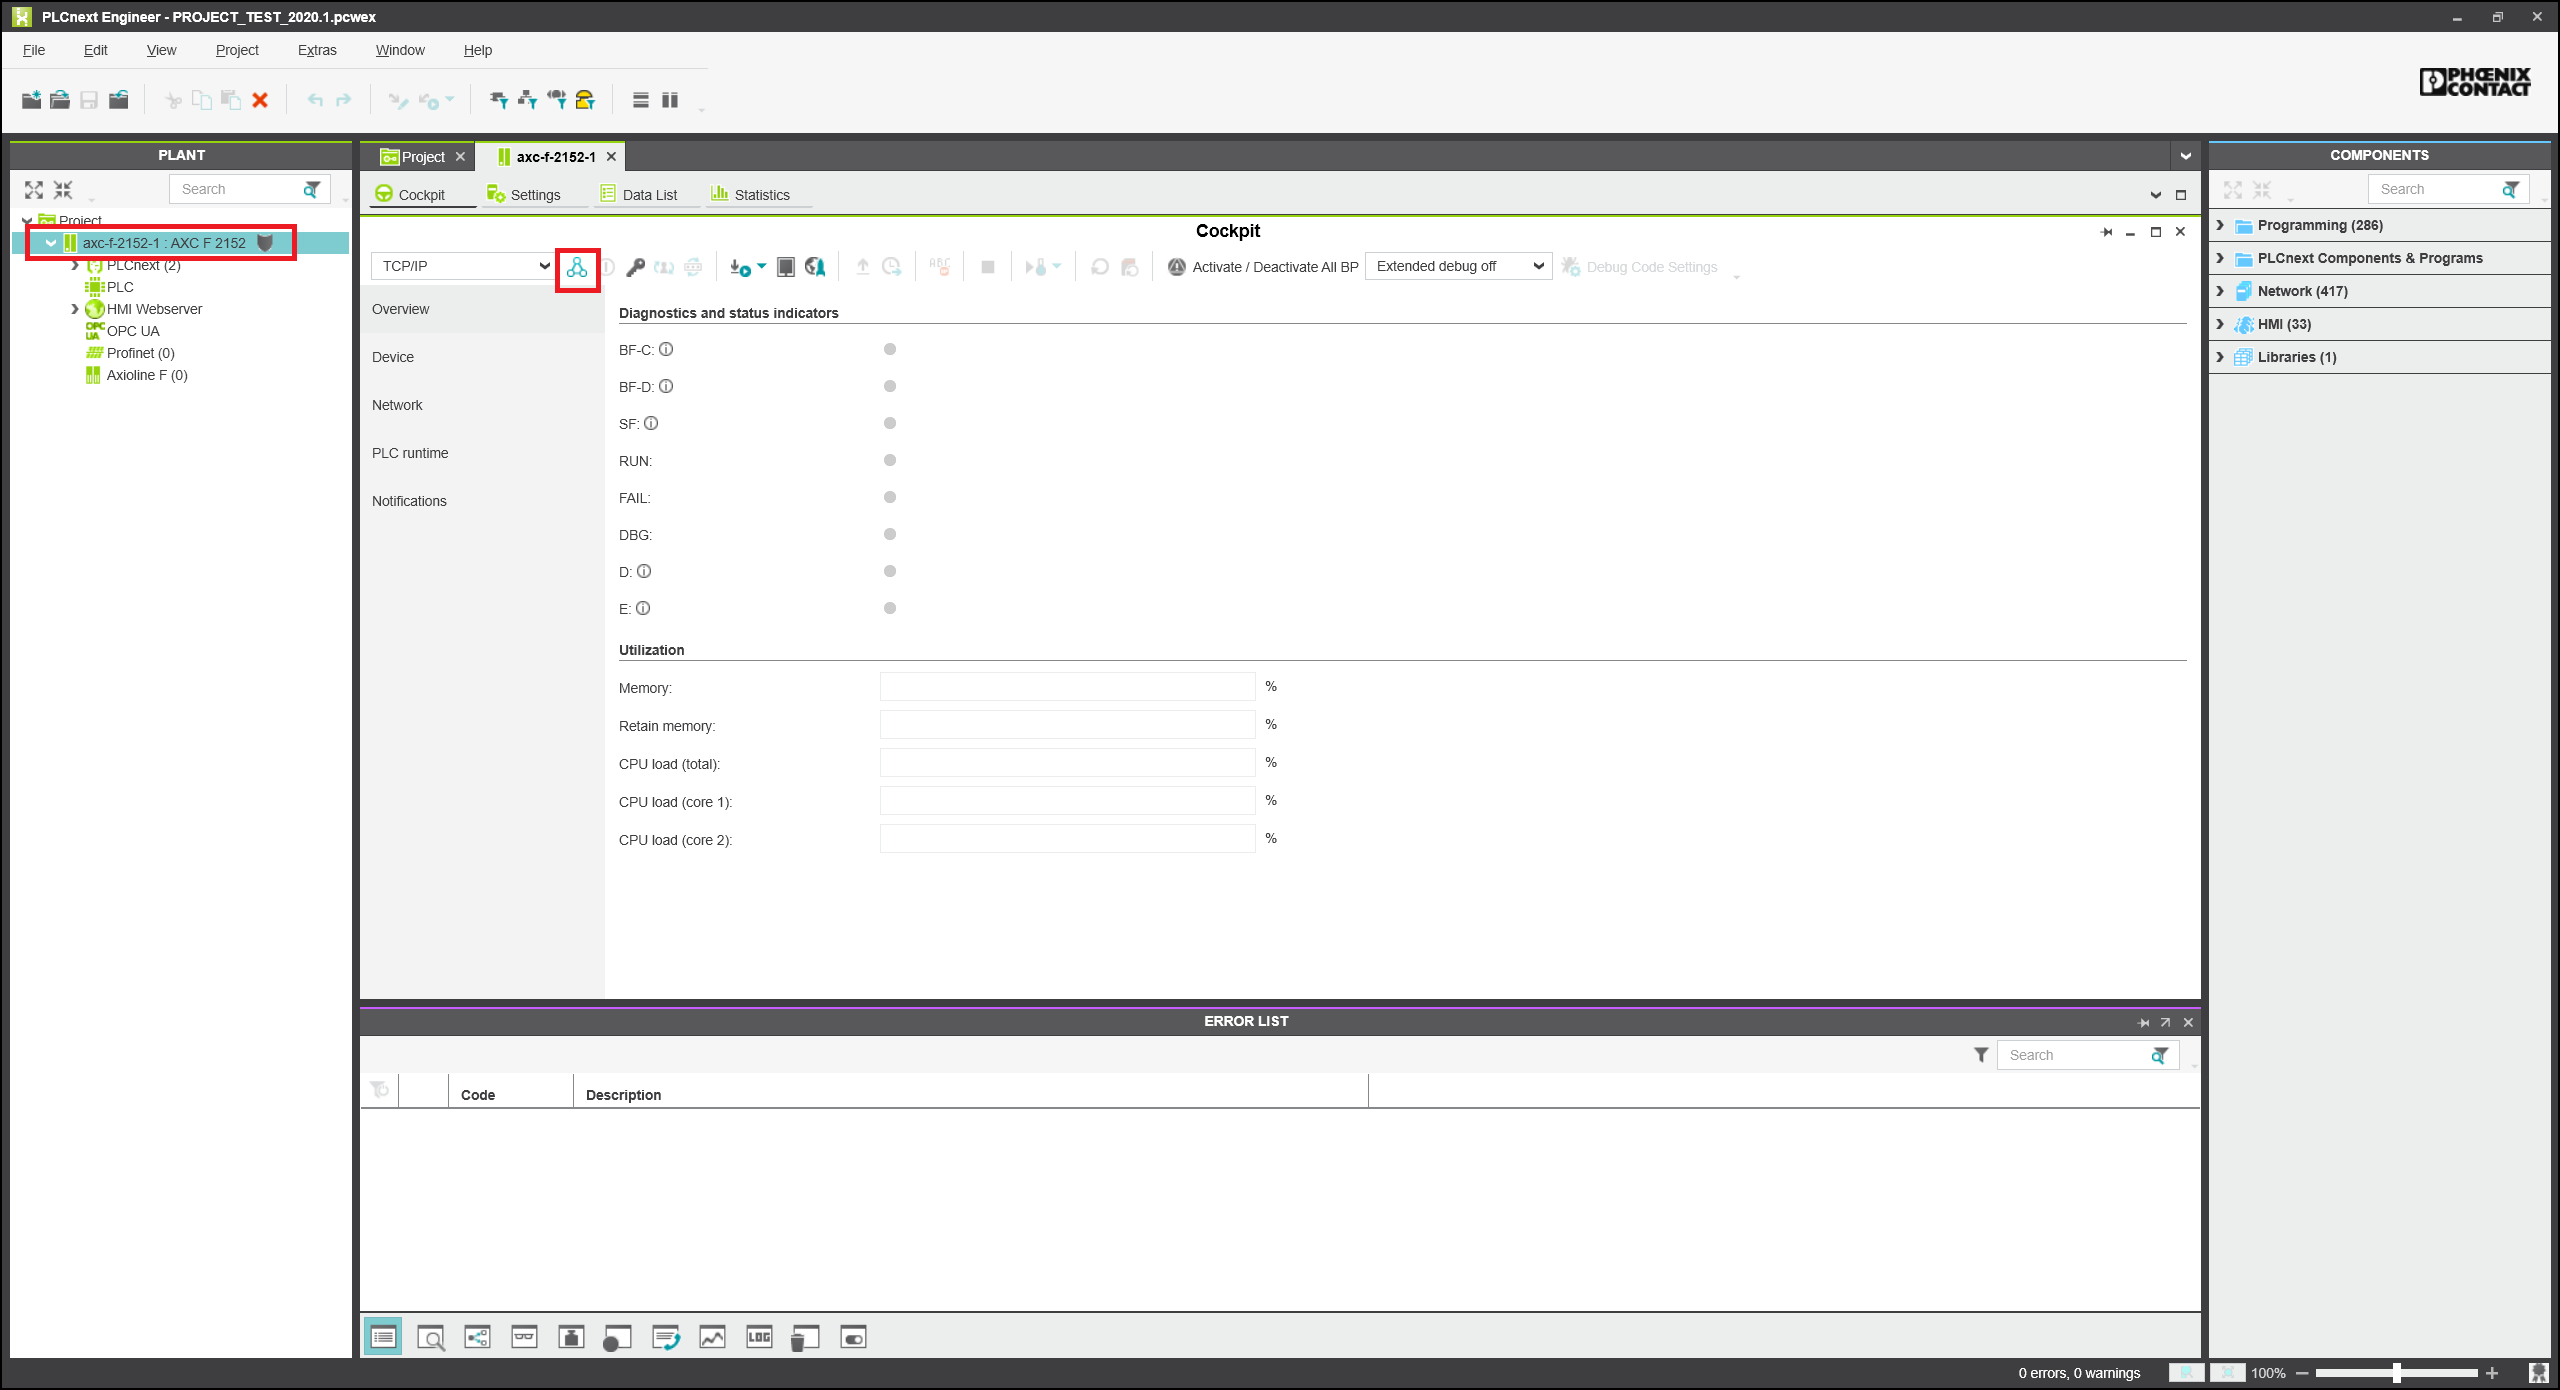 PLCnext Engineer - PROJECT_TEST_2020.1.pcwex
File Edit View Project Extras Window Help
PHŒNIX
CONTACT
PLANT
Search
Project
axc-f-2152-1 : AXC F 2152
PLCnext (2)
PLC
HMI Webserver
OPC UA OPC UA
Profinet (0)
Axioline F (0)
Project axc-f-2152-1
Cockpit Settings Data List Statistics
Cockpit
TCP/IP ABC Activate / Deactivate All BP Extended debug off Debug Code Settings
Overview
Device
Network
PLC runtime
Notifications
Diagnostics and status indicators
BF-C:
BF-D:
SF:
RUN:
FAIL:
DBG:
D:
E:
Utilization
Memory: %
Retain memory: %
CPU load (total): %
CPU load (core 1): %
CPU load (core 2): %
ERROR LIST
Search
Code Description
LOG
COMPONENTS
Search
Programming (286)
PLCnext Components & Programs
Network (417)
HMI (33)
Libraries (1)
0 errors, 0 warnings 100%